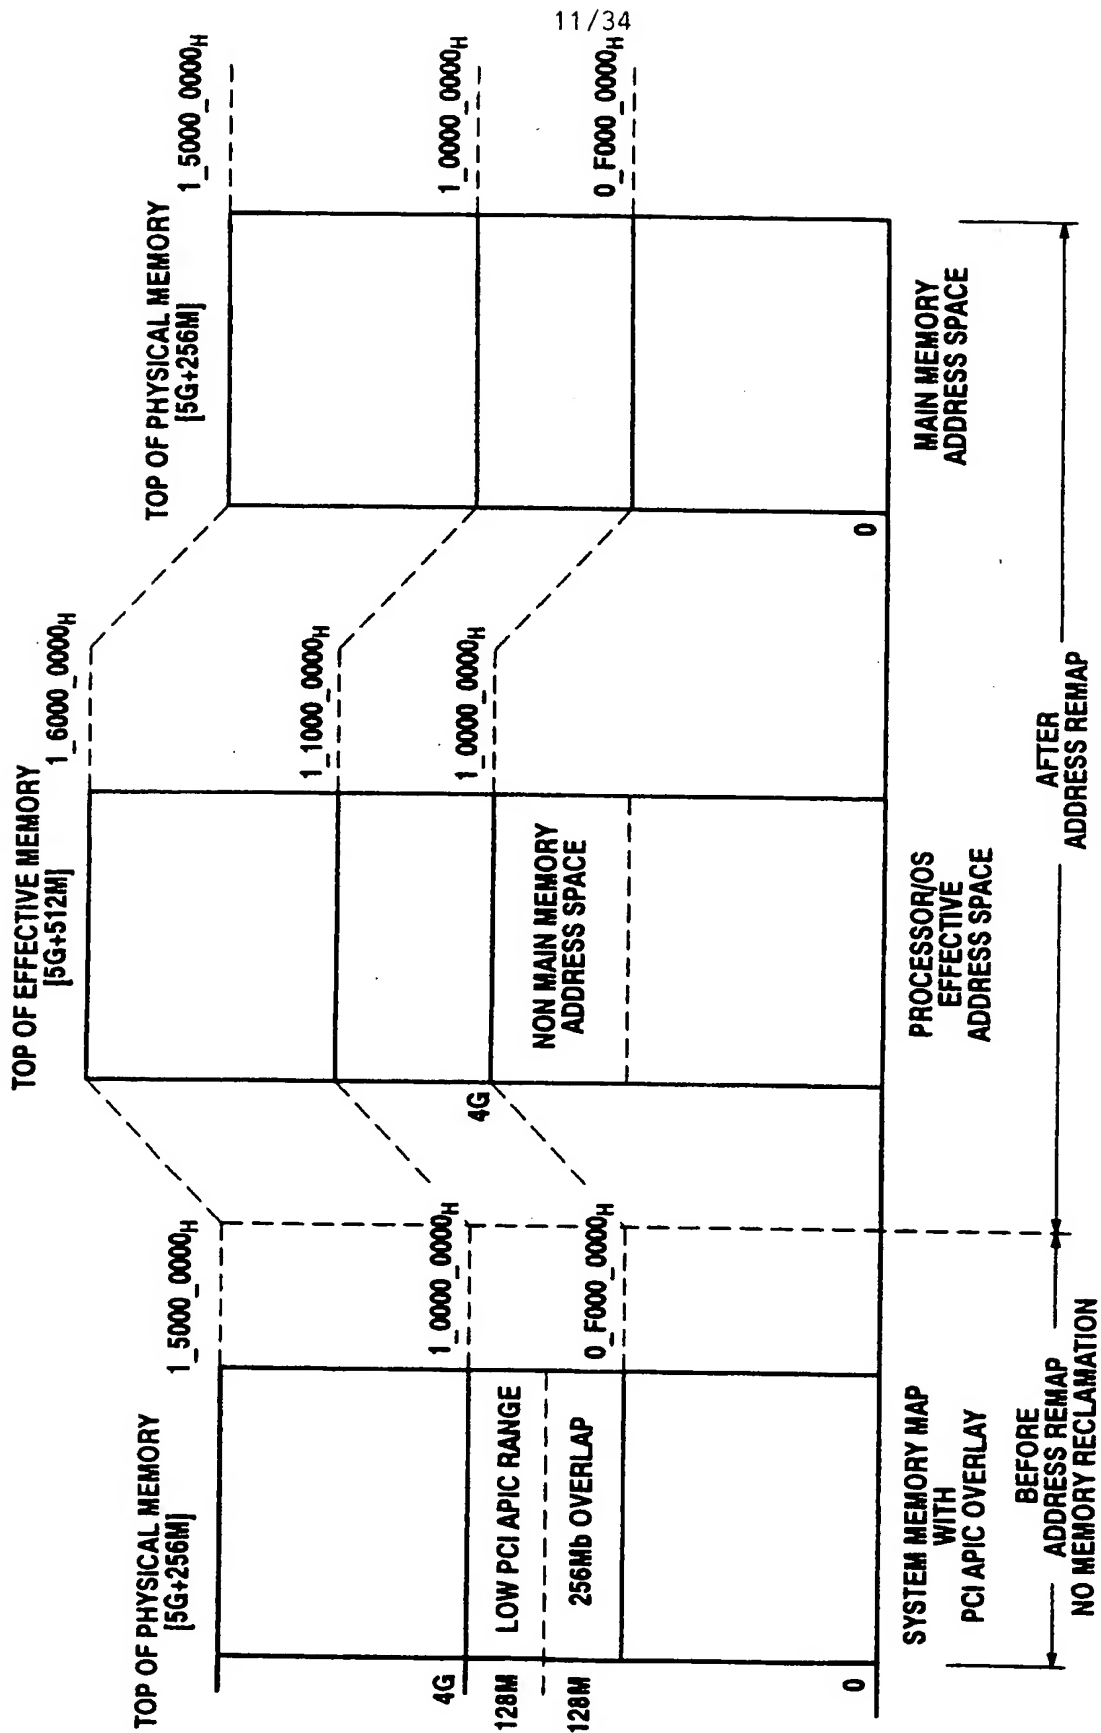 11/34
TOP OF PHYSICAL MEMORY
[5G+256M]
1_5000_0000H
4G
1_0000_0000H
128M
LOW PCI APIC RANGE
128M
256Mb OVERLAP
0_F000_0000H
0
SYSTEM MEMORY MAP
WITH
PCI APIC OVERLAY
BEFORE
ADDRESS REMAP
NO MEMORY RECLAMATION
TOP OF EFFECTIVE MEMORY
[5G+512M]
1_6000_0000H
1_1000_0000H
4G
1_0000_0000H
NON MAIN MEMORY
ADDRESS SPACE
PROCESSOR/OS
EFFECTIVE
ADDRESS SPACE
AFTER
ADDRESS REMAP
TOP OF PHYSICAL MEMORY
[5G+256M]
1_5000_0000H
1_0000_0000H
0_F000_0000H
0
MAIN MEMORY
ADDRESS SPACE